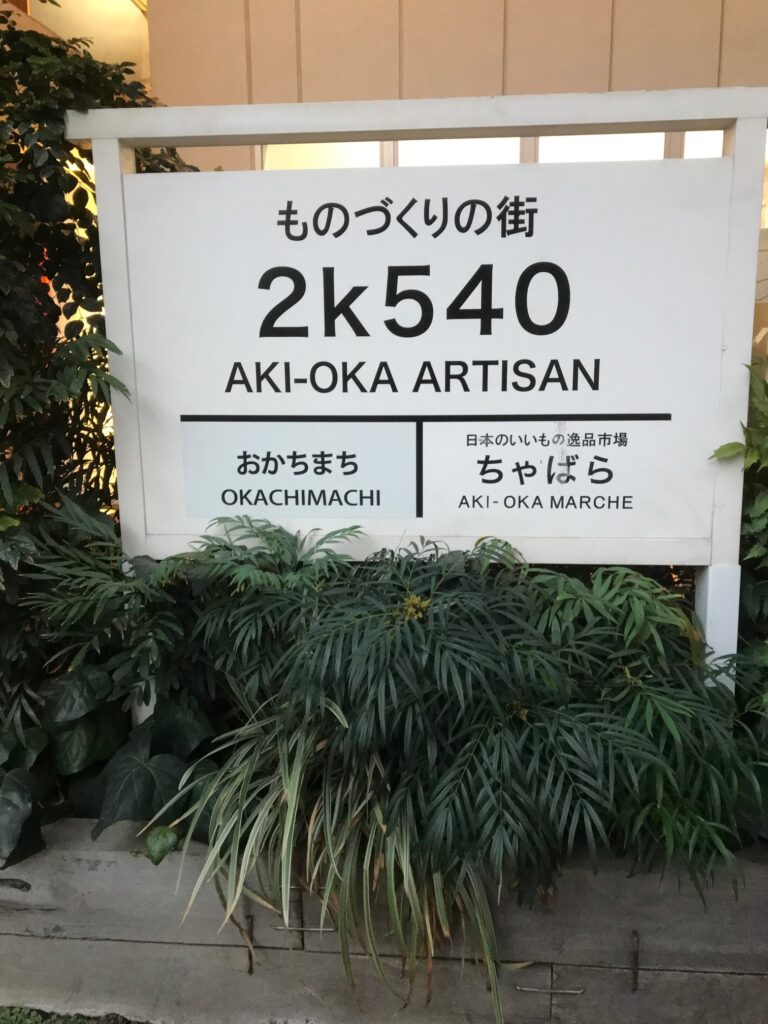 ものづくりの街
2k540
AKI-OKA ARTISAN
おかちまち
OKACHIMACHI
日本のいいもの逸品市場
ちゃばら
AKI-OKA MARCHE